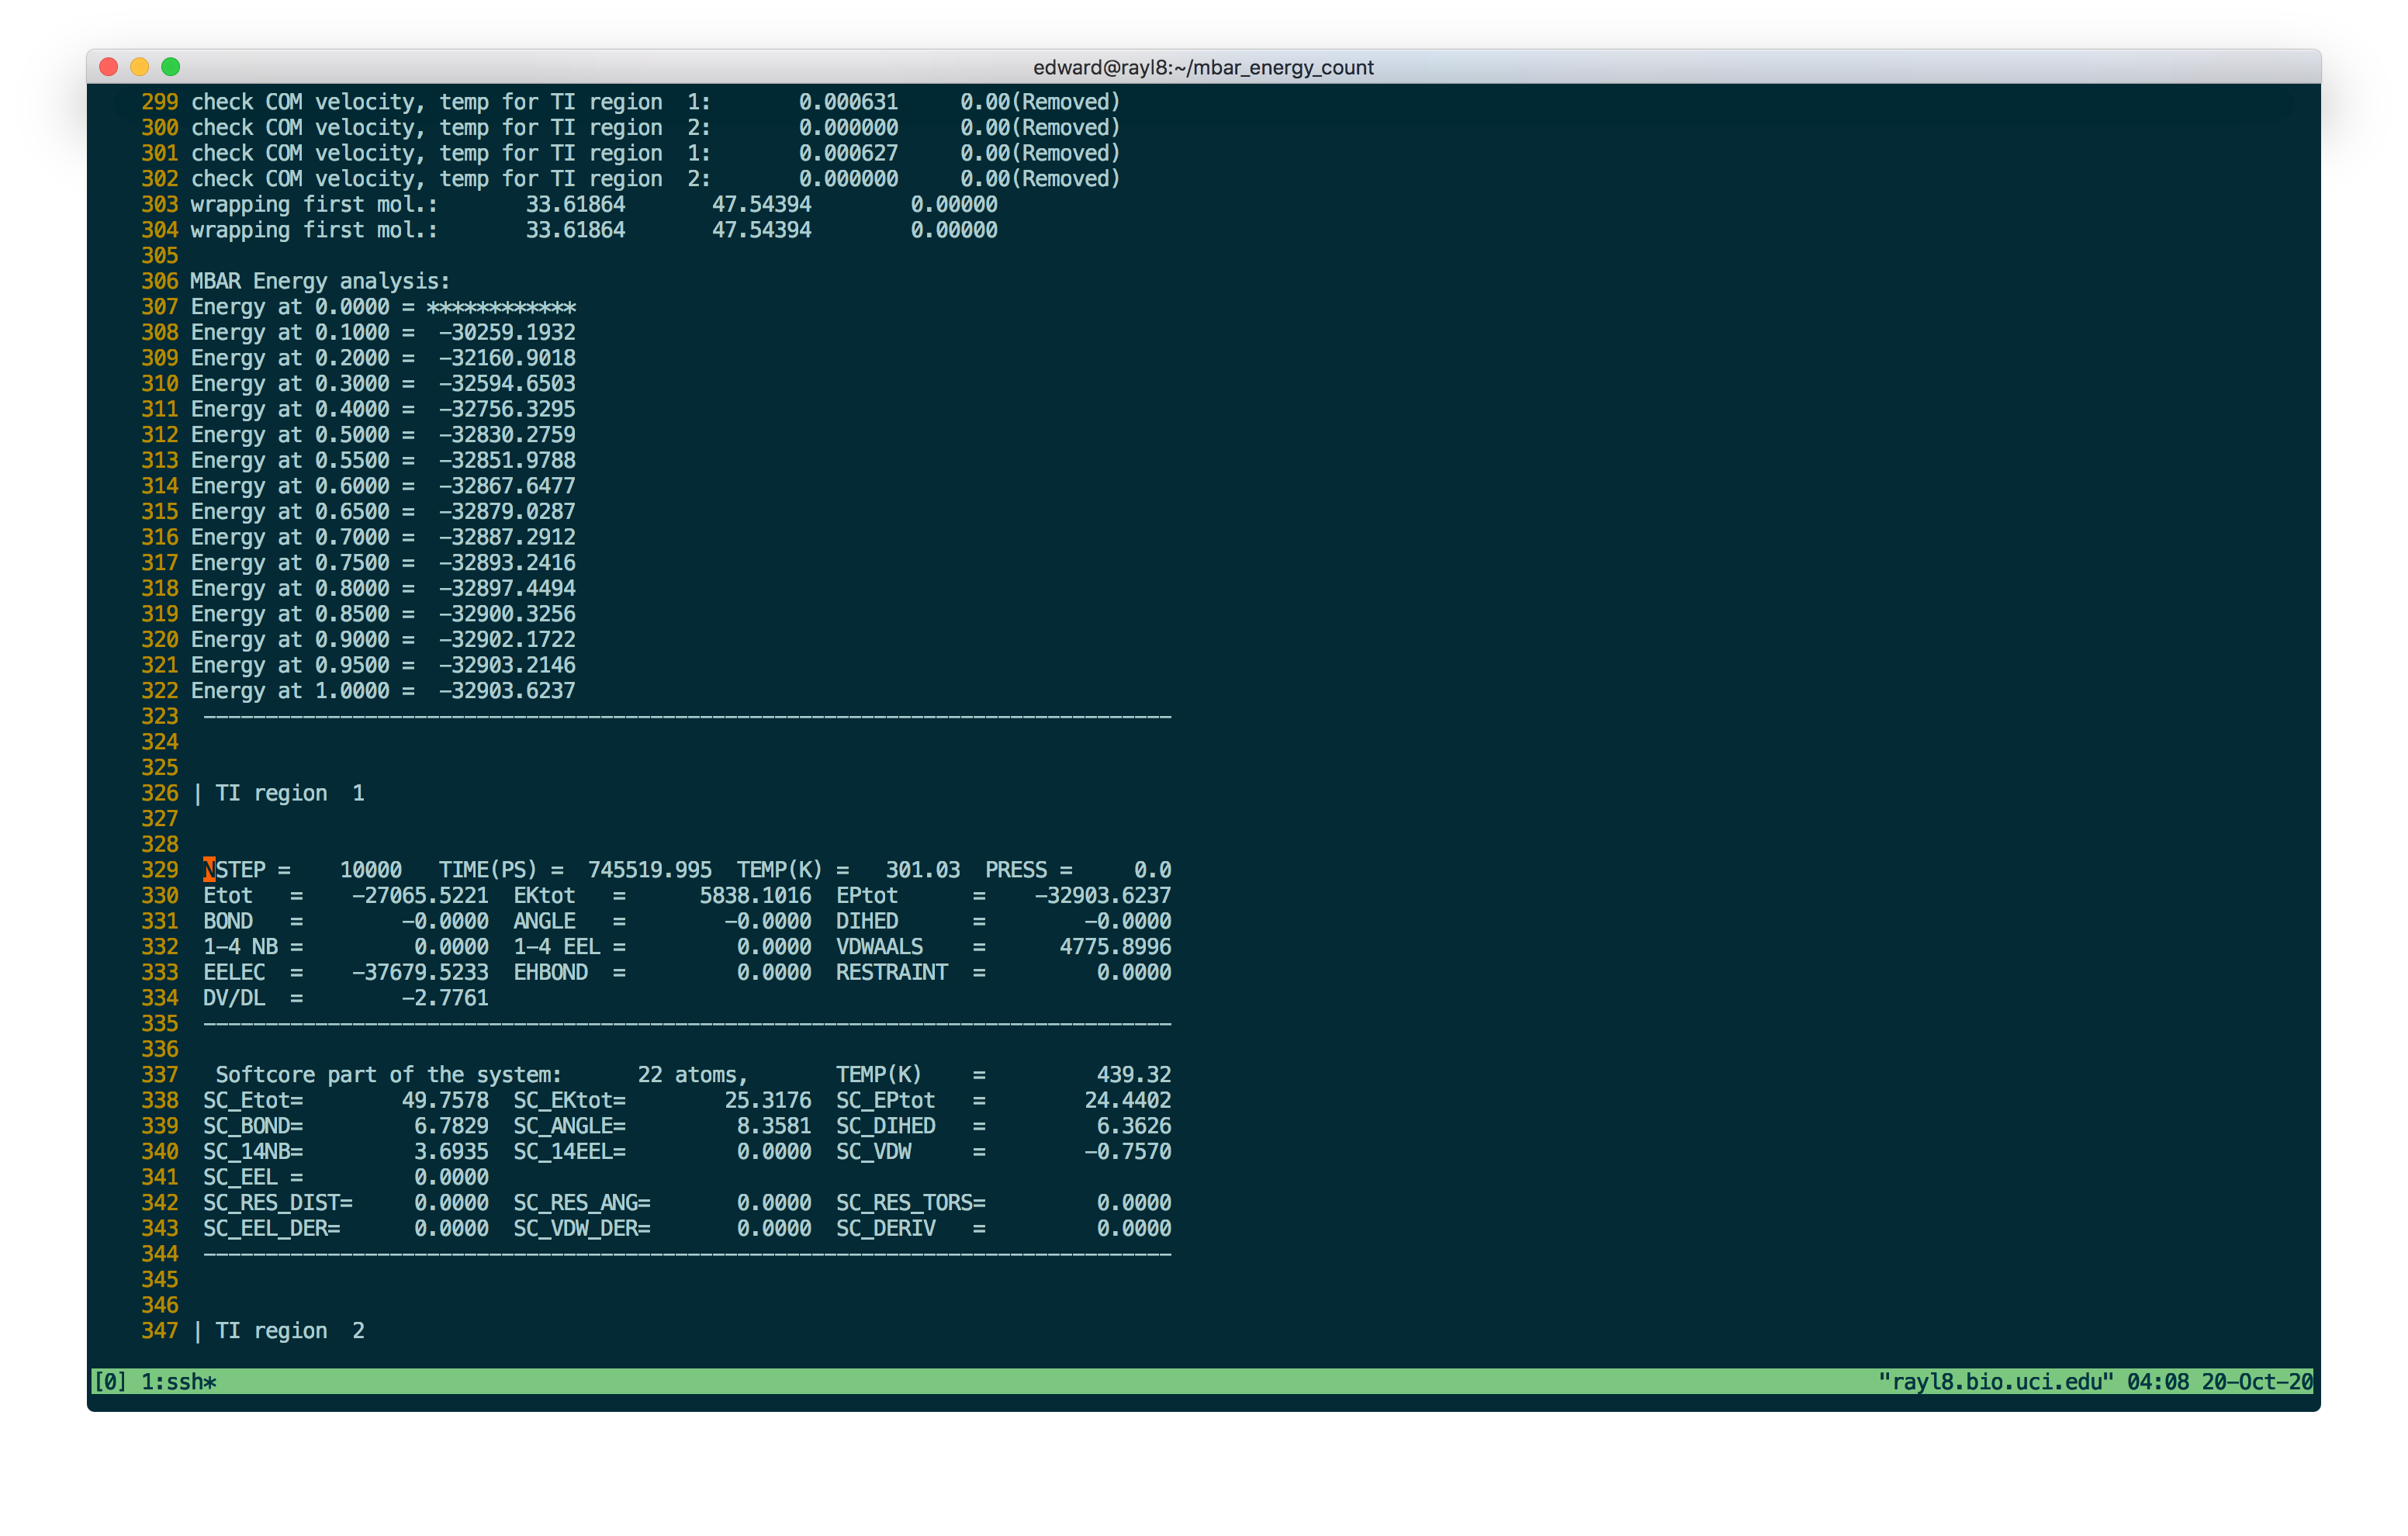 edward@rayl8:~/mbar_energy_count
299 check COM velocity, temp for TI region  1:       0.000631     0.00(Removed)
300 check COM velocity, temp for TI region  2:       0.000000     0.00(Removed)
301 check COM velocity, temp for TI region  1:       0.000627     0.00(Removed)
302 check COM velocity, temp for TI region  2:       0.000000     0.00(Removed)
303 wrapping first mol.:       33.61864       47.54394        0.00000
304 wrapping first mol.:       33.61864       47.54394        0.00000
305
306 MBAR Energy analysis:
307 Energy at 0.0000 = ************
308 Energy at 0.1000 =  -30259.1932
309 Energy at 0.2000 =  -32160.9018
310 Energy at 0.3000 =  -32594.6503
311 Energy at 0.4000 =  -32756.3295
312 Energy at 0.5000 =  -32830.2759
313 Energy at 0.5500 =  -32851.9788
314 Energy at 0.6000 =  -32867.6477
315 Energy at 0.6500 =  -32879.0287
316 Energy at 0.7000 =  -32887.2912
317 Energy at 0.7500 =  -32893.2416
318 Energy at 0.8000 =  -32897.4494
319 Energy at 0.8500 =  -32900.3256
320 Energy at 0.9000 =  -32902.1722
321 Energy at 0.9500 =  -32903.2146
322 Energy at 1.0000 =  -32903.6237
323  ------------------------------------------------------------------------------
324
325
326 | TI region  1
327
328
329  NSTEP =    10000   TIME(PS) =  745519.995  TEMP(K) =   301.03  PRESS =     0.0
330  Etot   =    -27065.5221  EKtot   =      5838.1016  EPtot      =    -32903.6237
331  BOND   =        -0.0000  ANGLE   =        -0.0000  DIHED      =        -0.0000
332  1-4 NB =         0.0000  1-4 EEL =         0.0000  VDWAALS    =      4775.8996
333  EELEC  =    -37679.5233  EHBOND  =         0.0000  RESTRAINT  =         0.0000
334  DV/DL  =        -2.7761
335  ------------------------------------------------------------------------------
336
337   Softcore part of the system:      22 atoms,       TEMP(K)    =         439.32
338  SC_Etot=        49.7578  SC_EKtot=        25.3176  SC_EPtot   =        24.4402
339  SC_BOND=         6.7829  SC_ANGLE=         8.3581  SC_DIHED   =         6.3626
340  SC_14NB=         3.6935  SC_14EEL=         0.0000  SC_VDW     =        -0.7570
341  SC_EEL =         0.0000
342  SC_RES_DIST=     0.0000  SC_RES_ANG=       0.0000  SC_RES_TORS=         0.0000
343  SC_EEL_DER=      0.0000  SC_VDW_DER=       0.0000  SC_DERIV   =         0.0000
344  ------------------------------------------------------------------------------
345
346
347 | TI region  2
[0] 1:ssh* "rayl8.bio.uci.edu" 04:08 20-Oct-20